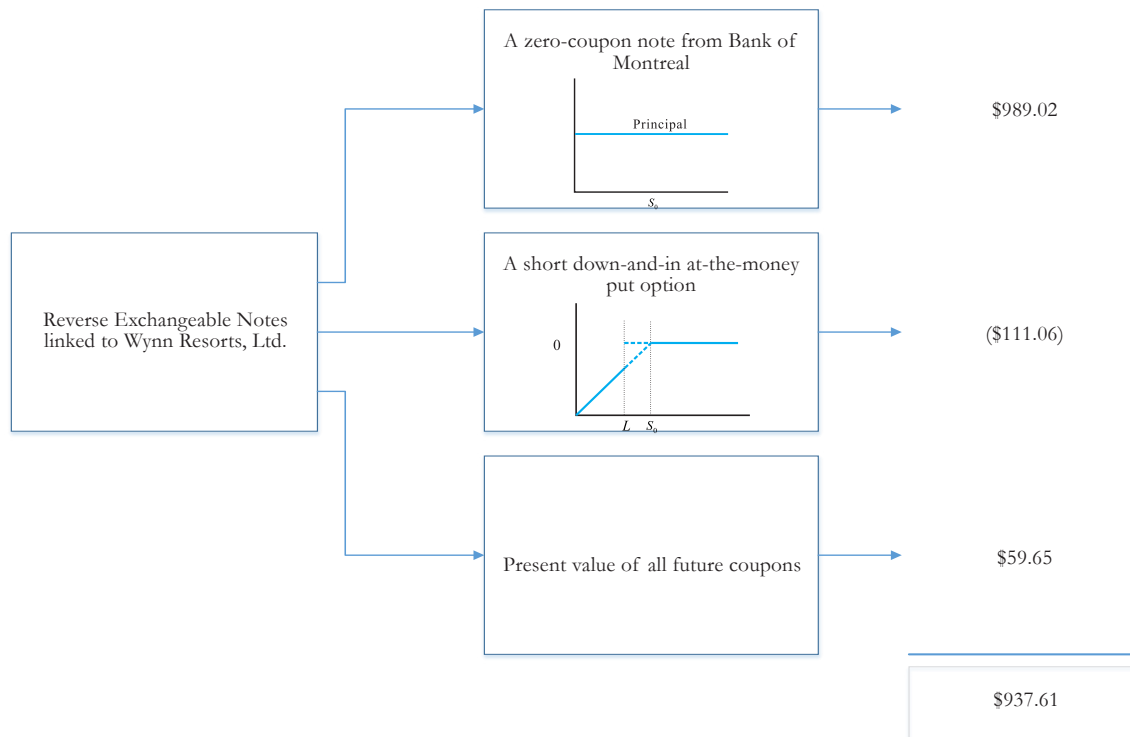 A zero-coupon note from Bank of
Montreal
Principal
S₀
$989.02
Reverse Exchangeable Notes
linked to Wynn Resorts, Ltd.
A short down-and-in at-the-money
put option
0
L S₀
($111.06)
Present value of all future coupons
$59.65
$937.61